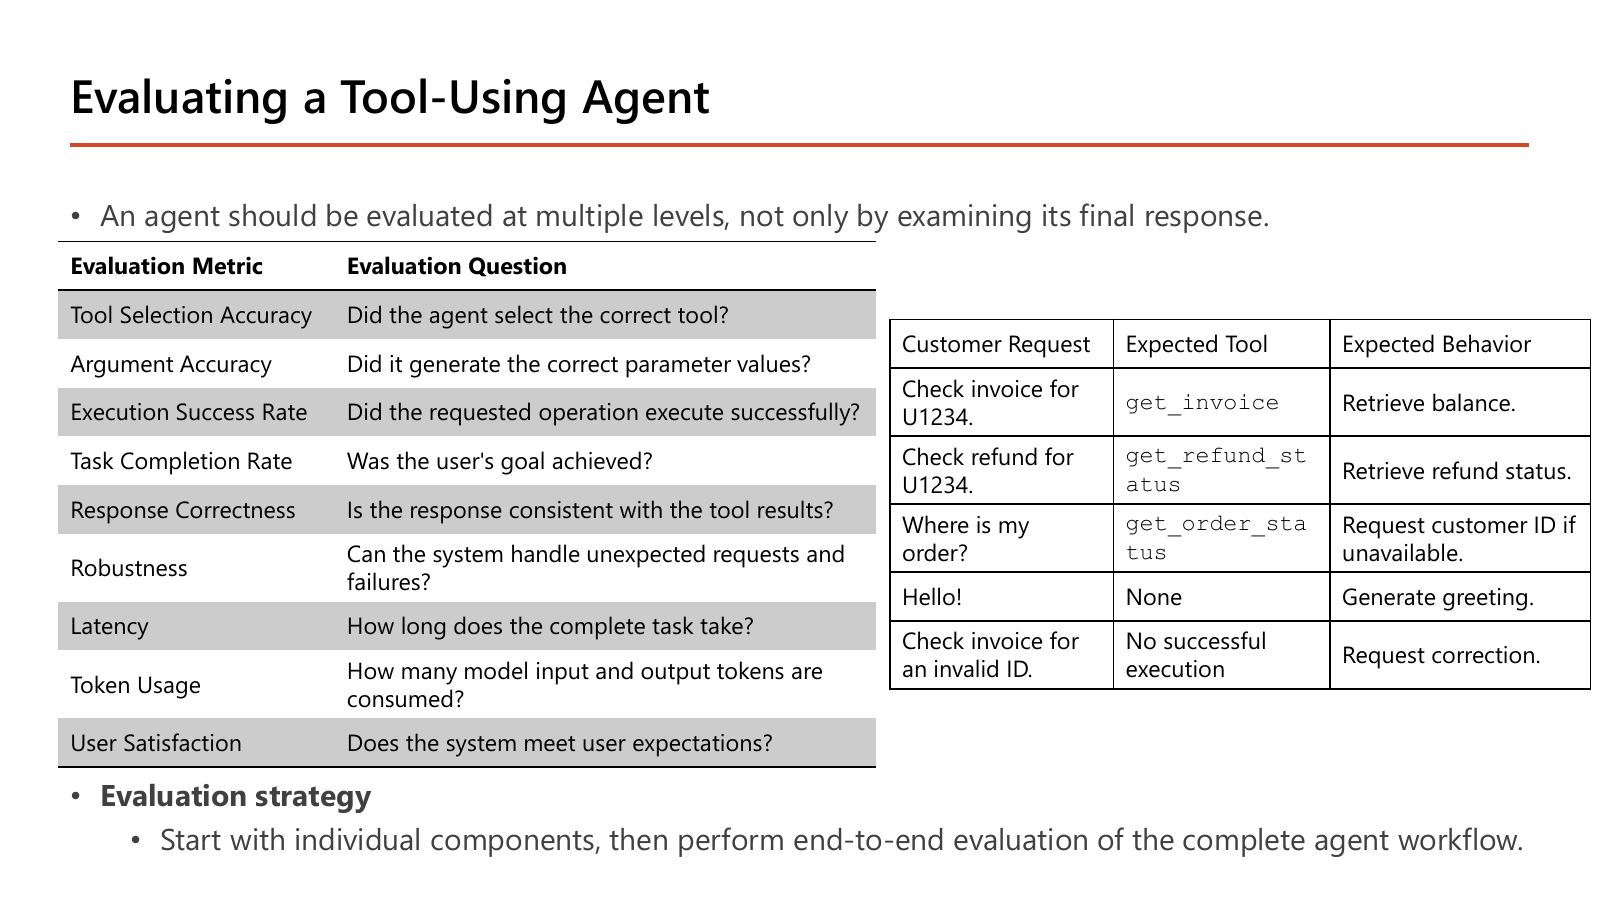 Evaluating a Tool-Using Agent
• An agent should be evaluated at multiple levels, not only by examining its final response.
Evaluation Metric Evaluation Question
Tool Selection Accuracy Did the agent select the correct tool?
Argument Accuracy Did it generate the correct parameter values?
Execution Success Rate Did the requested operation execute successfully?
Task Completion Rate Was the user's goal achieved?
Response Correctness Is the response consistent with the tool results?
Robustness Can the system handle unexpected requests and
failures?
Latency How long does the complete task take?
Token Usage How many model input and output tokens are
consumed?
User Satisfaction Does the system meet user expectations?
Customer Request Expected Tool Expected Behavior
Check invoice for
U1234.
get_invoice
Retrieve balance.
Check refund for
U1234.
get_refund_st
atus
Retrieve refund status.
Where is my
order?
get_order_sta
tus
Request customer ID if
unavailable.
Hello! None Generate greeting.
Check invoice for
an invalid ID.
No successful
execution
Request correction.
• Evaluation strategy
• Start with individual components, then perform end-to-end evaluation of the complete agent workflow.